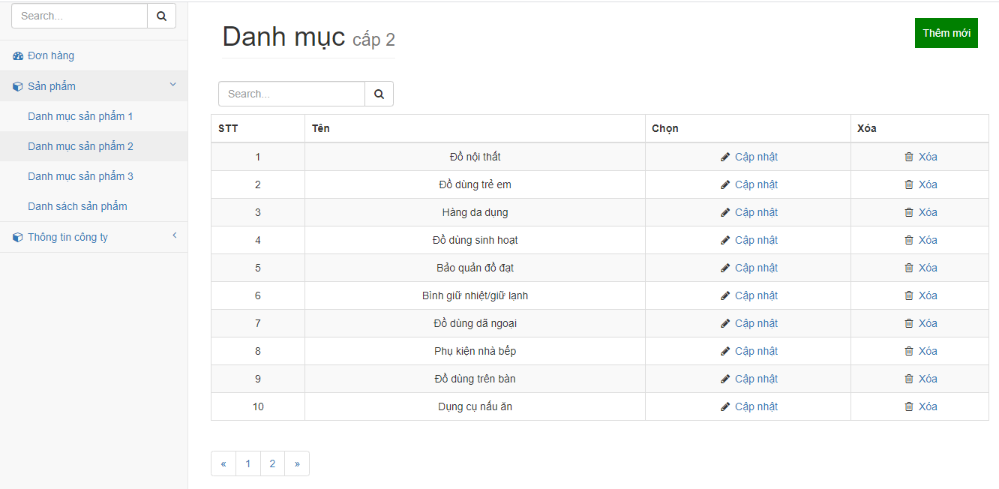 Search...
Đơn hàng
Sản phẩm
Danh mục sản phẩm 1
Danh mục sản phẩm 2
Danh mục sản phẩm 3
Danh sách sản phẩm
Thông tin công ty
Danh mục cấp 2
Thêm mới
Search...
STT Tên Chọn Xóa
1 Đồ nội thất Cập nhật Xóa
2 Đồ dùng trẻ em Cập nhật Xóa
3 Hàng da dụng Cập nhật Xóa
4 Đồ dùng sinh hoạt Cập nhật Xóa
5 Bảo quản đồ đạt Cập nhật Xóa
6 Bình giữ nhiệt/giữ lạnh Cập nhật Xóa
7 Đồ dùng dã ngoại Cập nhật Xóa
8 Phụ kiện nhà bếp Cập nhật Xóa
9 Đồ dùng trên bàn Cập nhật Xóa
10 Dụng cụ nấu ăn Cập nhật Xóa
« 1 2 »